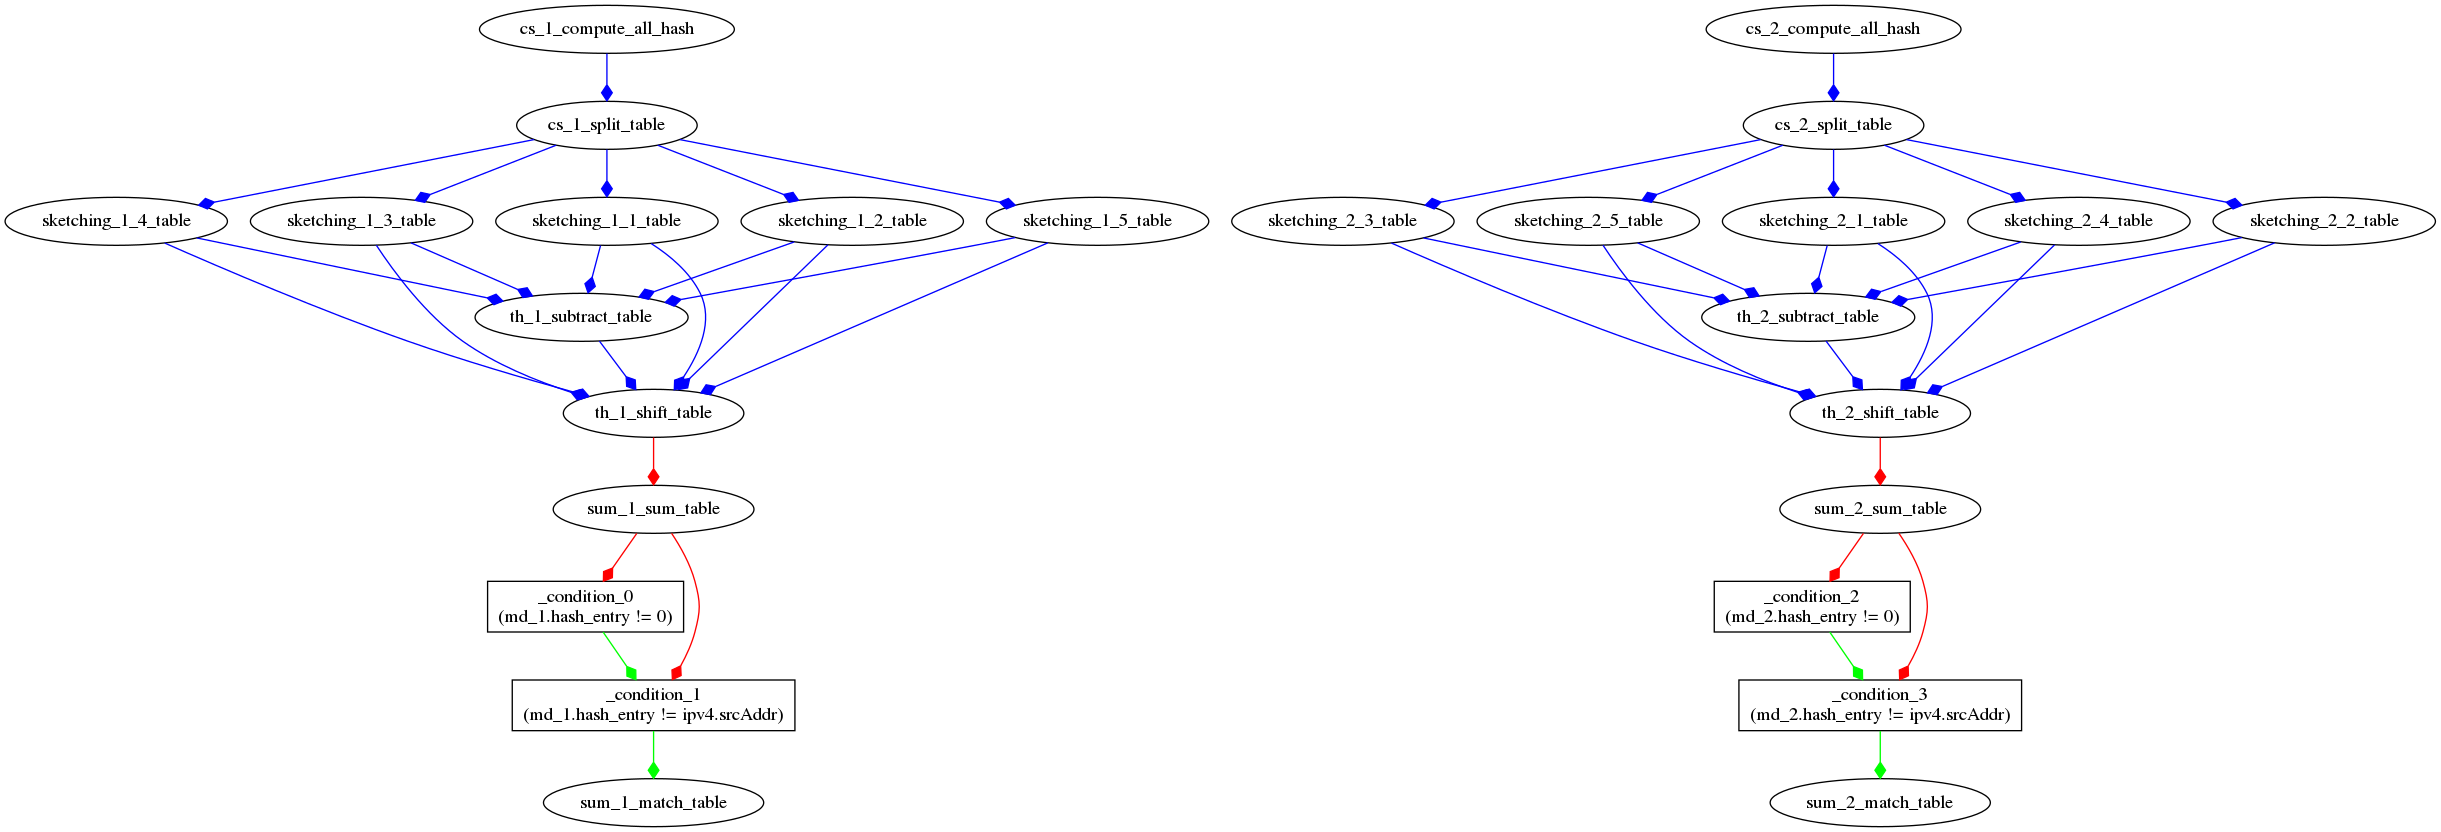 cs_1_compute_all_hash
cs_1_split_table
sketching_1_4_table
sketching_1_3_table
sketching_1_1_table
sketching_1_2_table
sketching_1_5_table
th_1_subtract_table
th_1_shift_table
sum_1_sum_table
_condition_0
(md_1.hash_entry != 0)
_condition_1
(md_1.hash_entry != ipv4.srcAddr)
sum_1_match_table
cs_2_compute_all_hash
cs_2_split_table
sketching_2_3_table
sketching_2_5_table
sketching_2_1_table
sketching_2_4_table
sketching_2_2_table
th_2_subtract_table
th_2_shift_table
sum_2_sum_table
_condition_2
(md_2.hash_entry != 0)
_condition_3
(md_2.hash_entry != ipv4.srcAddr)
sum_2_match_table